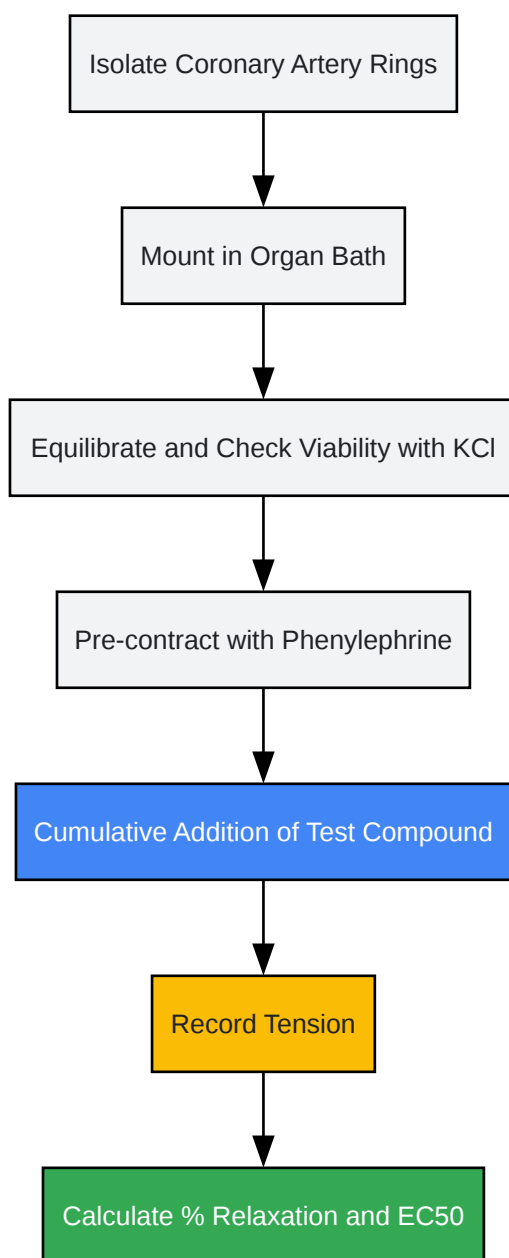 Isolate Coronary Artery Rings
Mount in Organ Bath
Equilibrate and Check Viability with KCl
Pre-contract with Phenylephrine
Cumulative Addition of Test Compound
Record Tension
Calculate % Relaxation and EC50